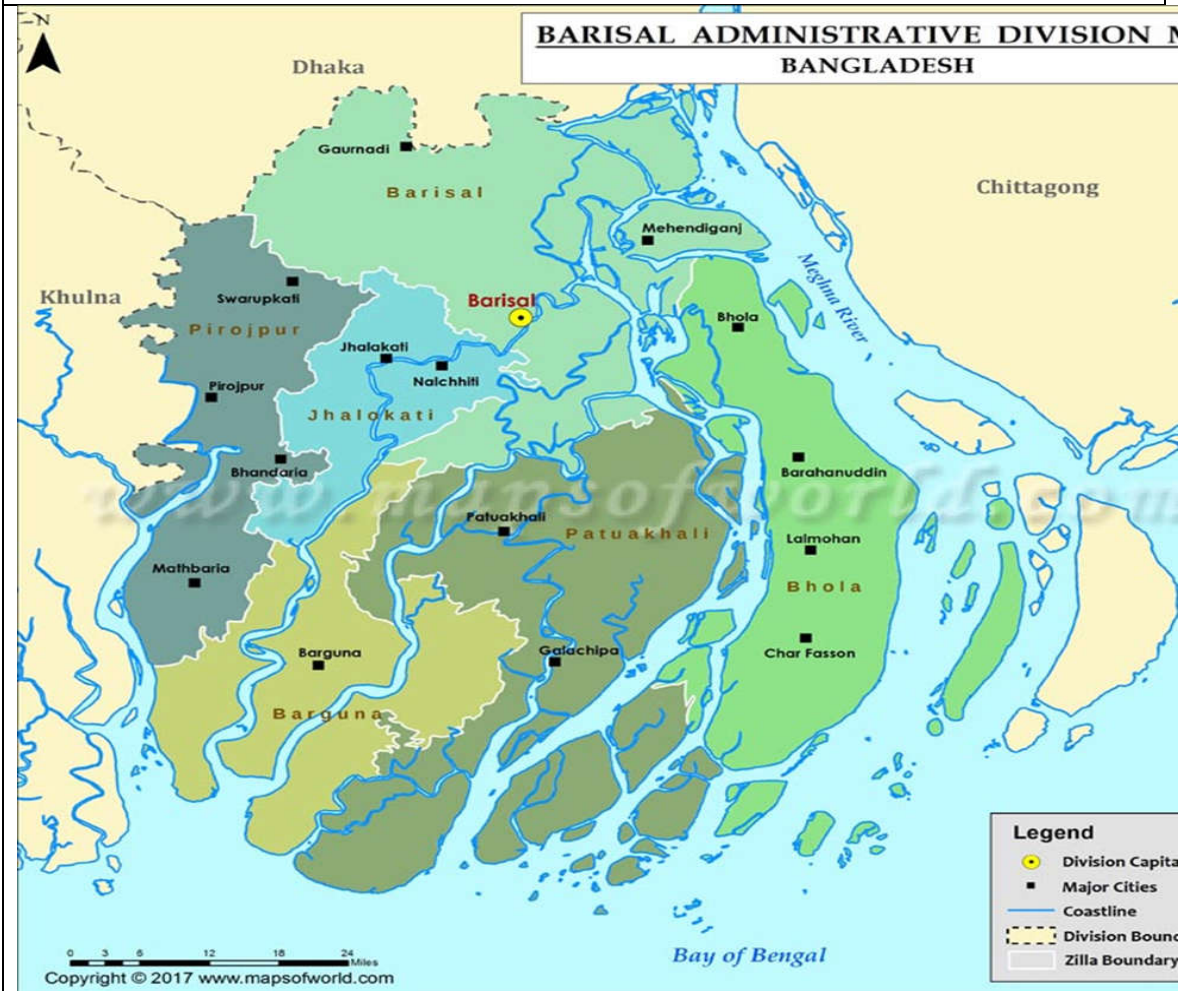 N
BARISAL ADMINISTRATIVE DIVISION M
BANGLADESH
Dhaka
Gaurnadi
Barisal
Chittagong
Mehendiganj
Meghna River
Khulna
Swarupkati
Barisal
Pirojpur
Bhola
Jhalakati
Nalchhiti
Pirojpur
Jhalokati
Barahanuddin
Bhandaria
www.mapsofworld.com
Patuakhali
Patuakhali
Lalmohan
Mathbaria
Bhola
Barguna
Galachipa
Char Fasson
Barguna
Legend
Division Capita
Major Cities
Coastline
Division Bound
Zilla Boundary
Bay of Bengal
0 3 6 12 18 24
Miles
Copyright © 2017 www.mapsofworld.com